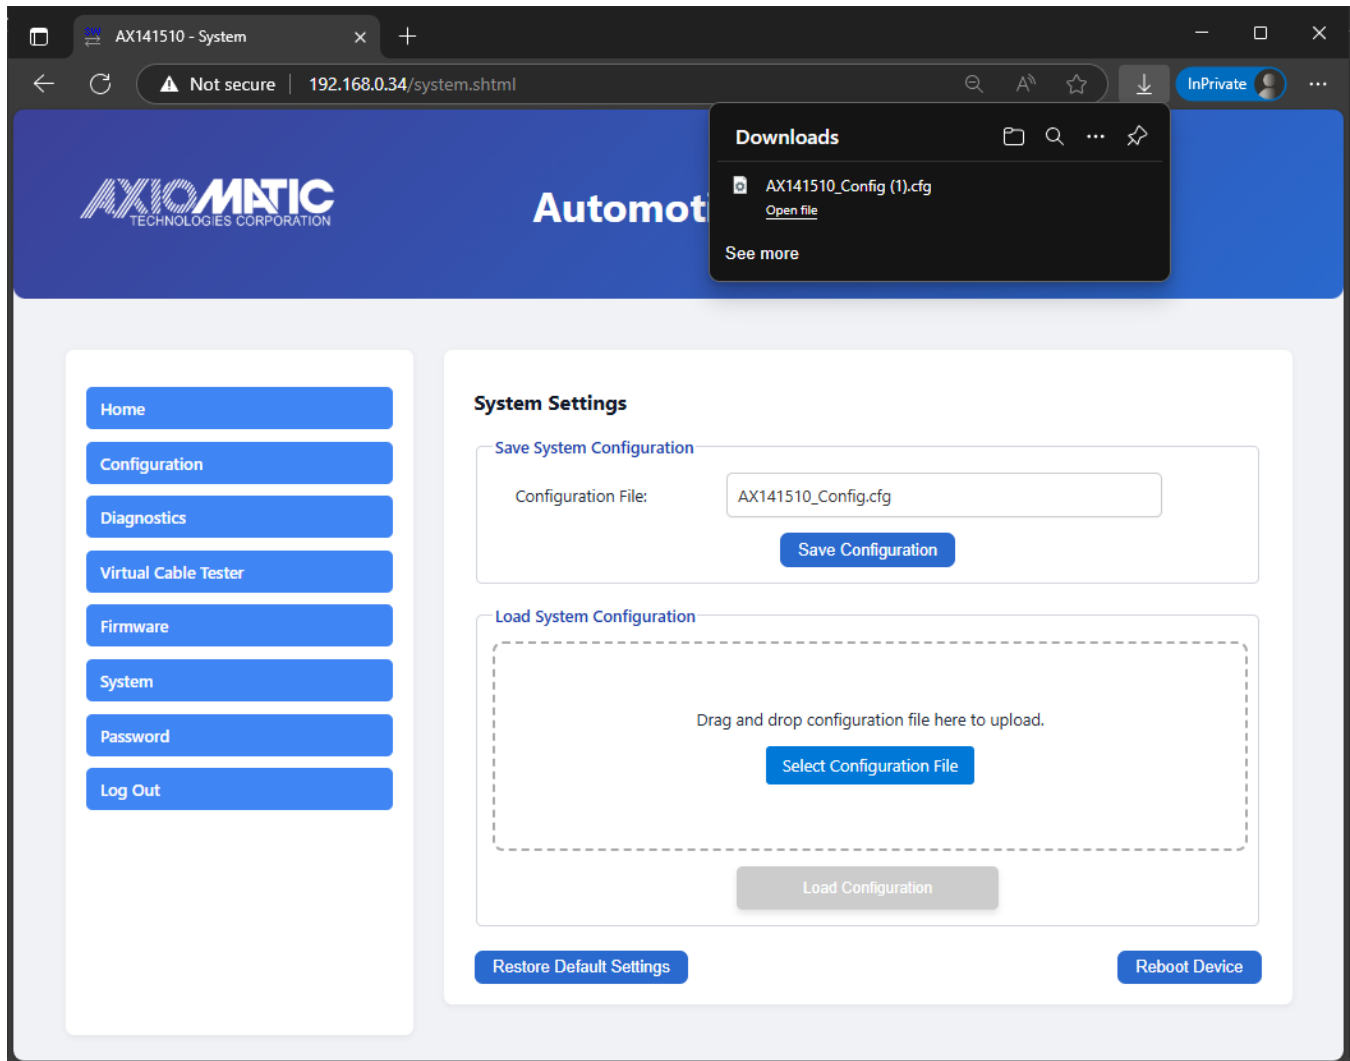 AX141510 - System
Not secure | 192.168.0.34/system.shtml
InPrivate
AXIOMATIC
TECHNOLOGIES CORPORATION
Automoti
Downloads
AX141510_Config (1).cfg
Open file
See more
Home
Configuration
Diagnostics
Virtual Cable Tester
Firmware
System
Password
Log Out
System Settings
Save System Configuration
Configuration File: AX141510_Config.cfg
Save Configuration
Load System Configuration
Drag and drop configuration file here to upload.
Select Configuration File
Load Configuration
Restore Default Settings
Reboot Device